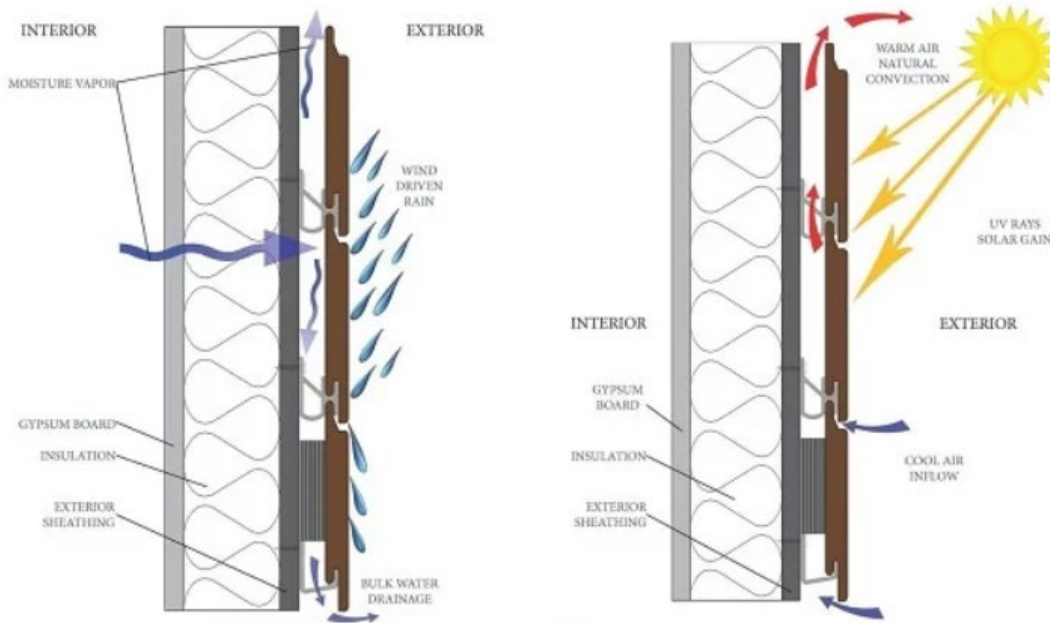 INTERIOR
EXTERIOR
MOISTURE VAPOR
WIND
DRIVEN
RAIN
GYPSUM BOARD
INSULATION
EXTERIOR
SHEATHING
BULK WATER
DRAINAGE
WARM AIR
NATURAL
CONVECTION
UV RAYS
SOLAR GAIN
INTERIOR
EXTERIOR
GYPSUM
BOARD
INSULATION
COOL AIR
INFLOW
EXTERIOR
SHEATHING